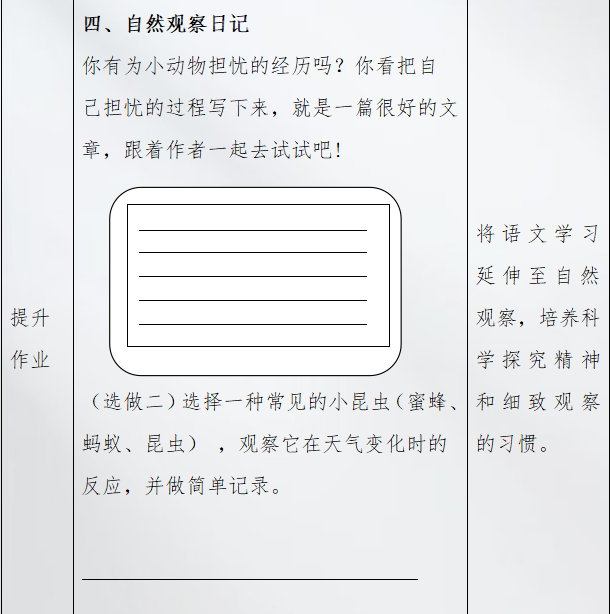 提升
作业
四、自然观察日记
你有为小动物担忧的经历吗？你看把自
己担忧的过程写下来，就是一篇很好的文
章，跟着作者一起去试试吧!
（选做二）选择一种常见的小昆虫（蜜蜂、
蚂蚁、昆虫），观察它在天气变化时的
反应，并做简单记录。
将语文学习
延伸至自然
观察，培养科
学探究精神
和细致观察
的习惯。